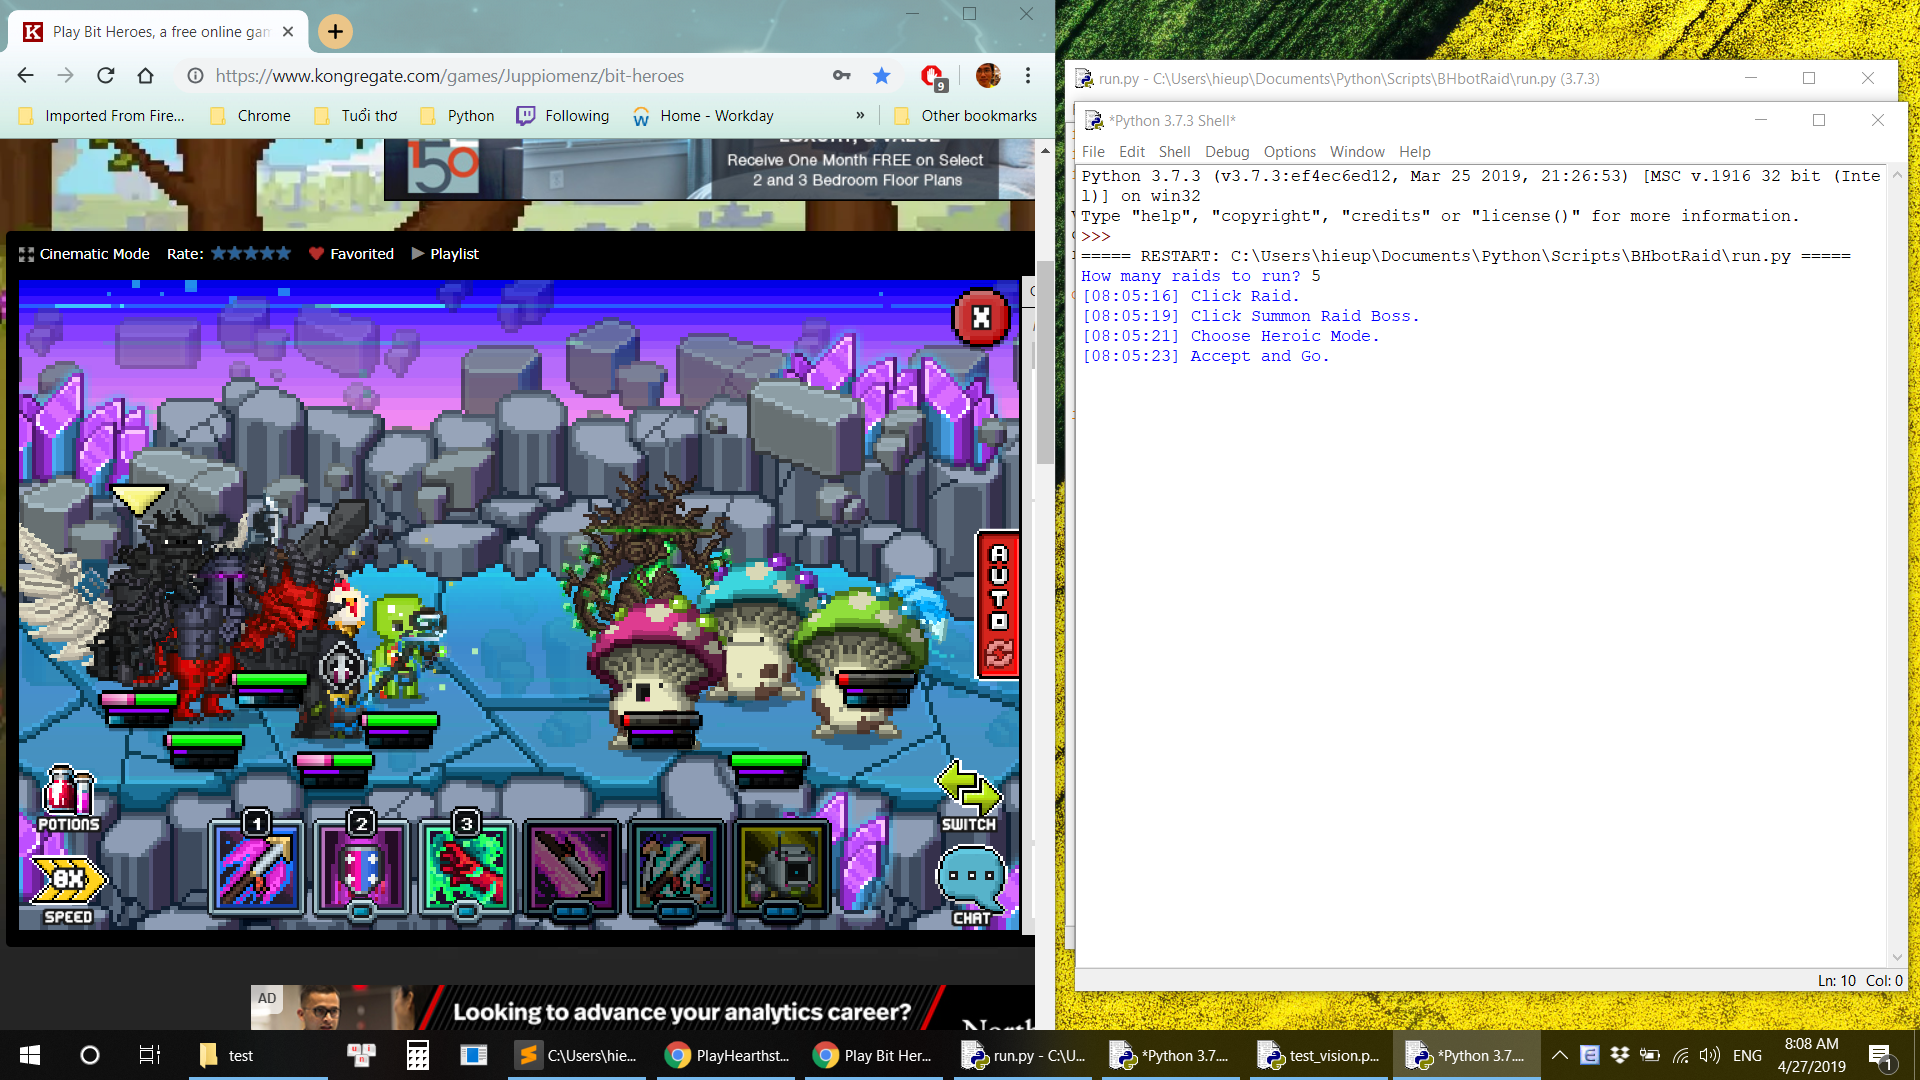 Play Bit Heroes, a free online gan
https://www.kongregate.com/games/Juppiomenz/bit-heroes
9
Imported From Fire...
Chrome
Tuổi thơ
Python
Following
Home - Workday
»
Other bookmarks
150
Receive One Month FREE on Select
2 and 3 Bedroom Floor Plans
Cinematic Mode
Rate:
Favorited
Playlist
X
AUTO
POTIONS
8X
SPEED
1
2
3
SWITCH
CHAT
AD
Looking to advance your analytics career?
run.py - C:\Users\hieup\Documents\Python\Scripts\BHbotRaid\run.py (3.7.3)
*Python 3.7.3 Shell*
File Edit Shell Debug Options Window Help
Python 3.7.3 (v3.7.3:ef4ec6ed12, Mar 25 2019, 21:26:53) [MSC v.1916 32 bit (Inte
l)] on win32
Type "help", "copyright", "credits" or "license()" for more information.
>>>
===== RESTART: C:\Users\hieup\Documents\Python\Scripts\BHbotRaid\run.py =====
How many raids to run? 5
[08:05:16] Click Raid.
[08:05:19] Click Summon Raid Boss.
[08:05:21] Choose Heroic Mode.
[08:05:23] Accept and Go.
Ln: 10 Col: 0
test
C:\Users\hie...
PlayHearthst...
Play Bit Her...
run.py - C:\U...
*Python 3.7....
test_vision.p...
*Python 3.7....
ENG
8:08 AM
4/27/2019
1